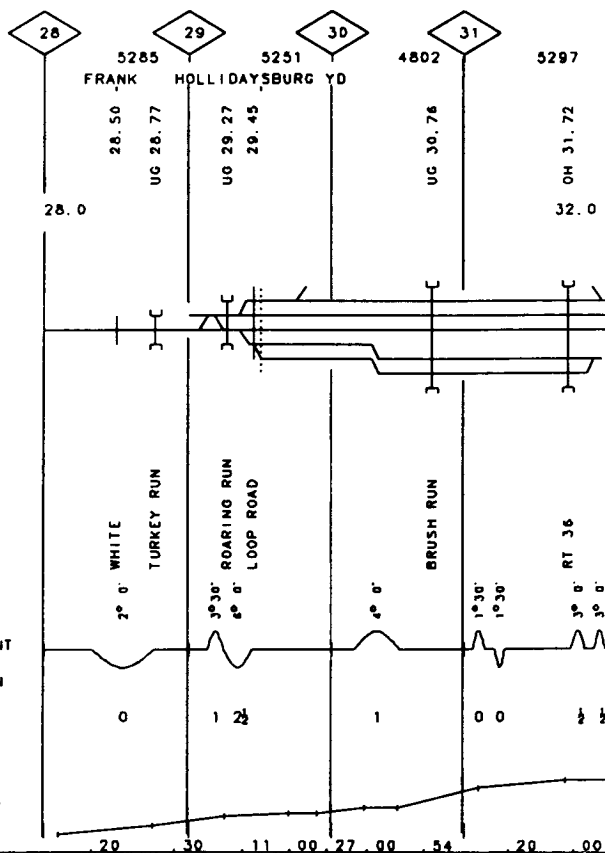 28 29 30 31
5285 5251 4802 5297
FRANK HOLLIDAYSBURG YD
28.50
UG 28.77
UG 29.27
29.45
UG 30.76
OH 31.72
28.0 32.0
WHITE
TURKEY RUN
ROARING RUN
LOOP ROAD
BRUSH RUN
RT 36
2° 0'
3° 30'
6° 0'
4° 0'
1° 30'
1° 30'
3° 0'
3° 0'
0 1 2½ 1 0 0 ½ ½
.20 .30 .11 .00 .27 .00 .54 .20 .00